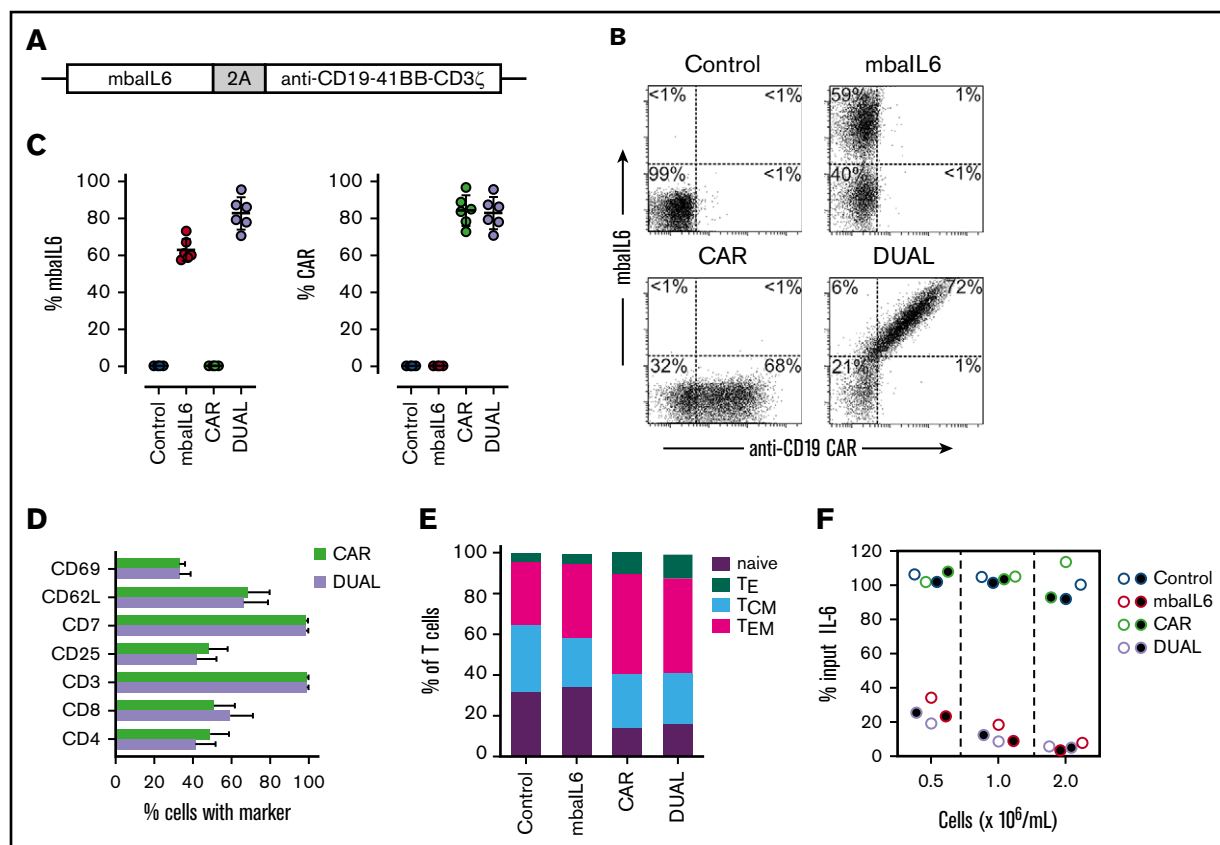 A
mbaIL6 2A anti-CD19-41BB-CD3ζ
B
Control
<1% <1%
99% <1%
mbaIL6
59% 1%
40% <1%
CAR
<1% <1%
32% 68%
DUAL
6% 72%
21% 1%
mbaIL6
anti-CD19 CAR
C
% mbaIL6
100
80
60
40
20
0
Control
mbaIL6
CAR
DUAL
% CAR
100
80
60
40
20
0
Control
mbaIL6
CAR
DUAL
D
CAR
DUAL
CD69
CD62L
CD7
CD25
CD3
CD8
CD4
0 20 40 60 80 100
% cells with marker
E
% of T cells
100
80
60
40
20
0
Control
mbaIL6
CAR
DUAL
naive
TE
TCM
TEM
F
% input IL-6
120
100
80
60
40
20
0
0.5 1.0 2.0
Cells (x 10⁶/mL)
Control
mbaIL6
CAR
DUAL